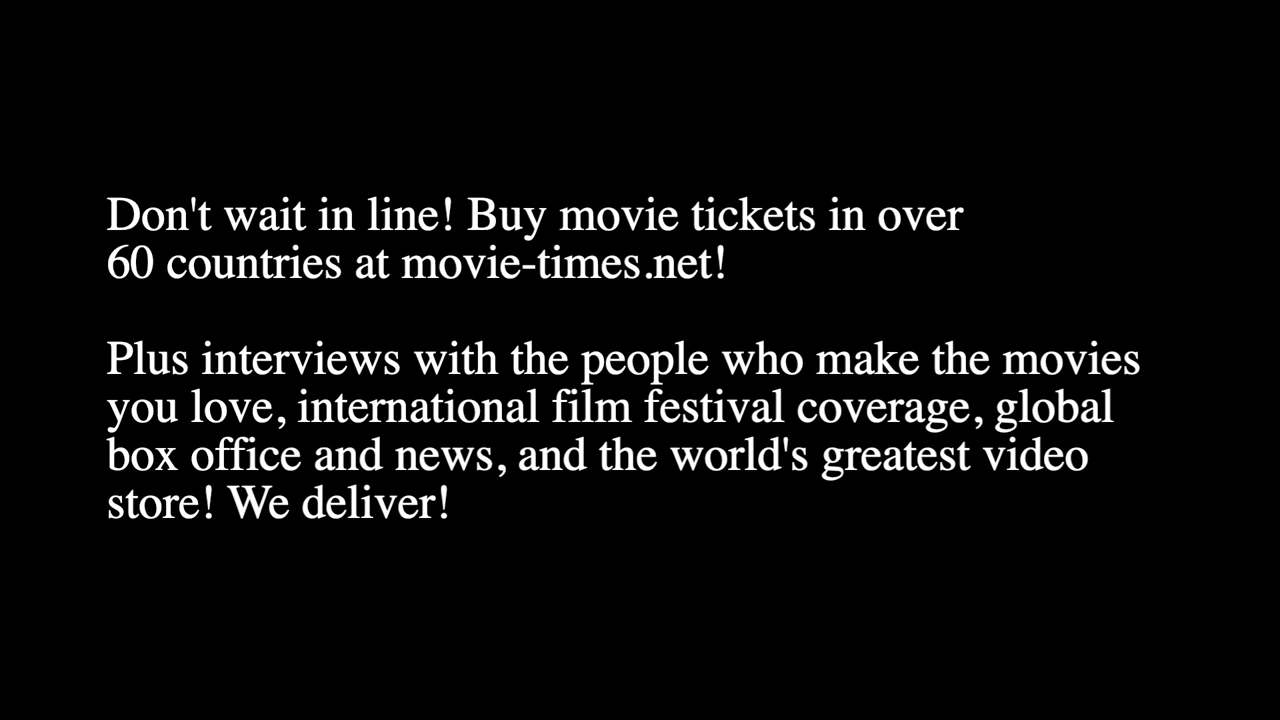 Don't wait in line! Buy movie tickets in over
60 countries at movie-times.net!
Plus interviews with the people who make the movies
you love, international film festival coverage, global
box office and news, and the world's greatest video
store! We deliver!